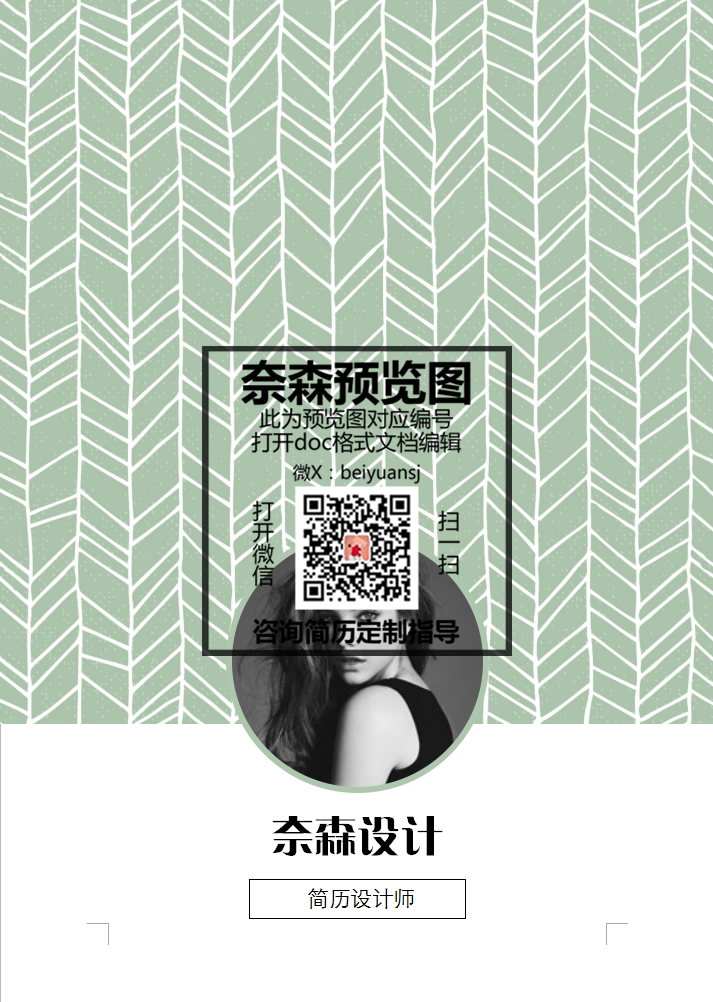 奈森预览图
此为预览图对应编号
打开doc格式文档编辑
微X：beiyuansj
打开微信
扫一扫
咨询简历定制指导
奈森设计
简历设计师